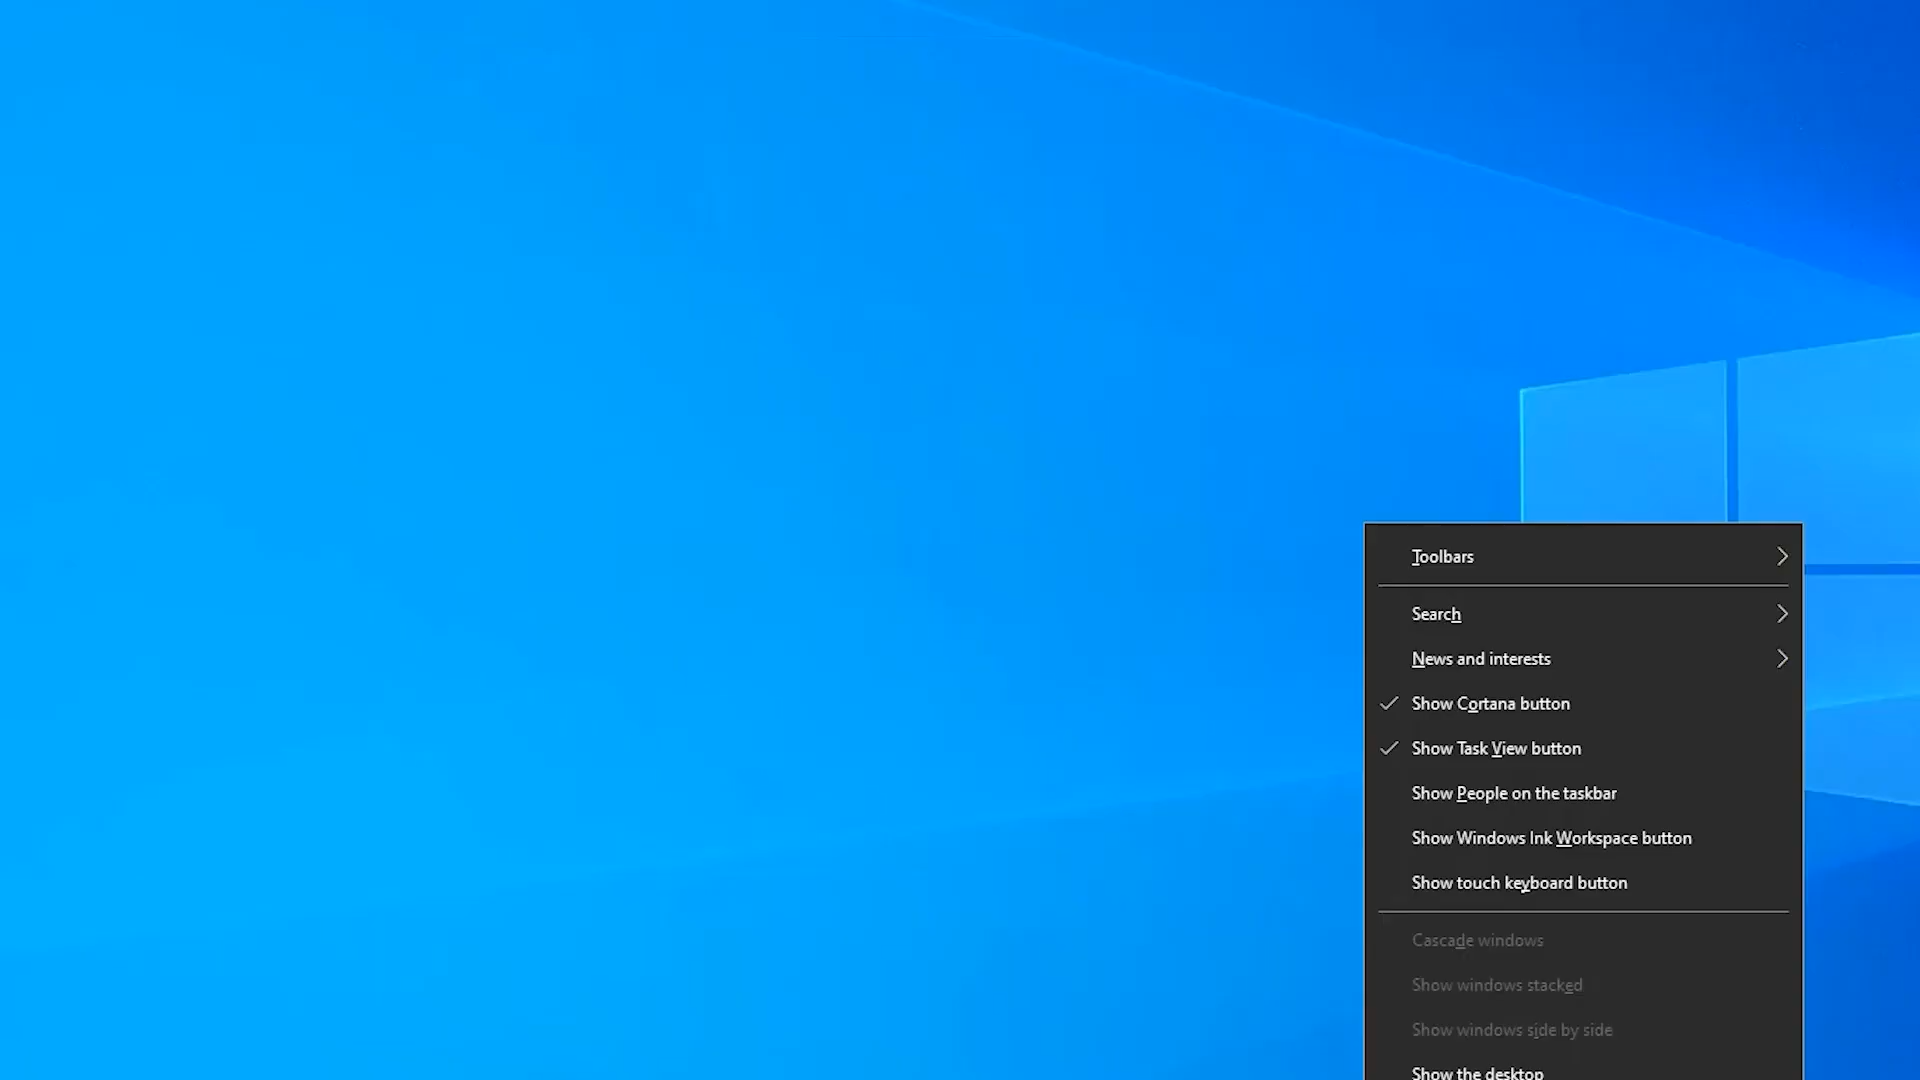 Toolbars
Search
News and interests
Show Cortana button
Show Task View button
Show People on the taskbar
Show Windows Ink Workspace button
Show touch keyboard button
Cascade windows
Show windows stacked
Show windows side by side
Show the desktop